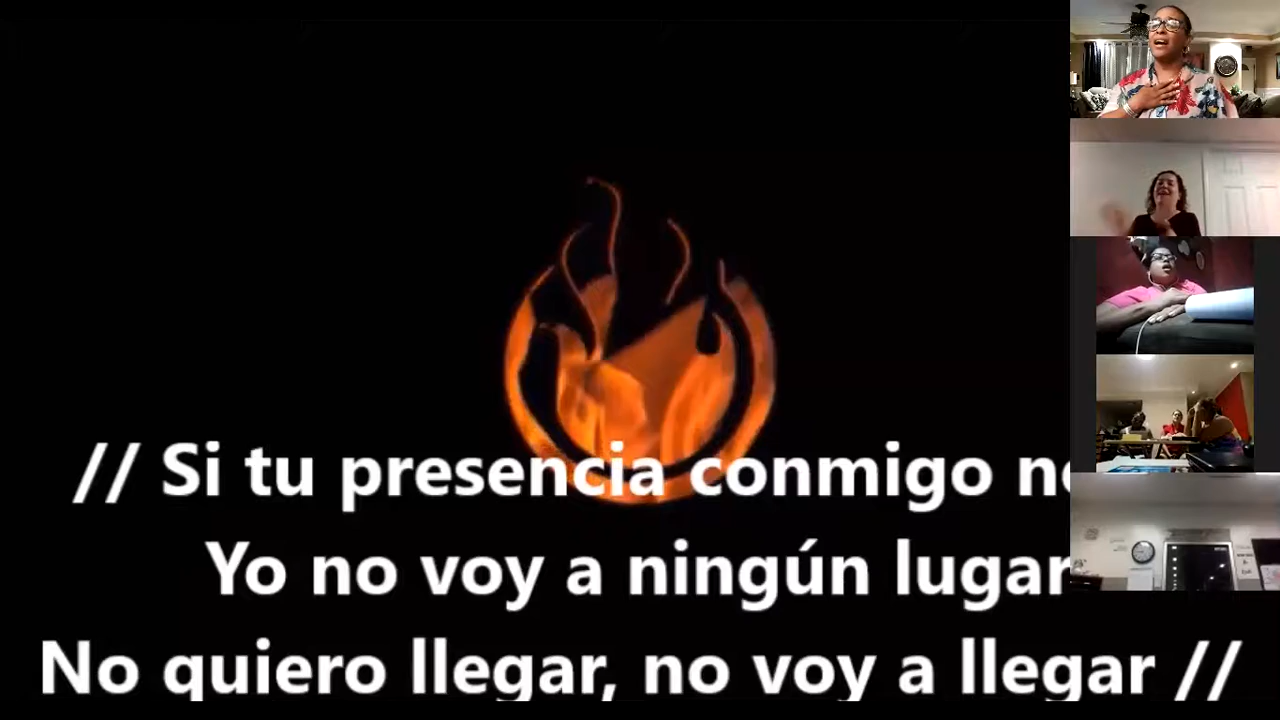 // Si tu presencia conmigo
Yo no voy a ningún lugar
No quiero llegar, no voy a llegar //